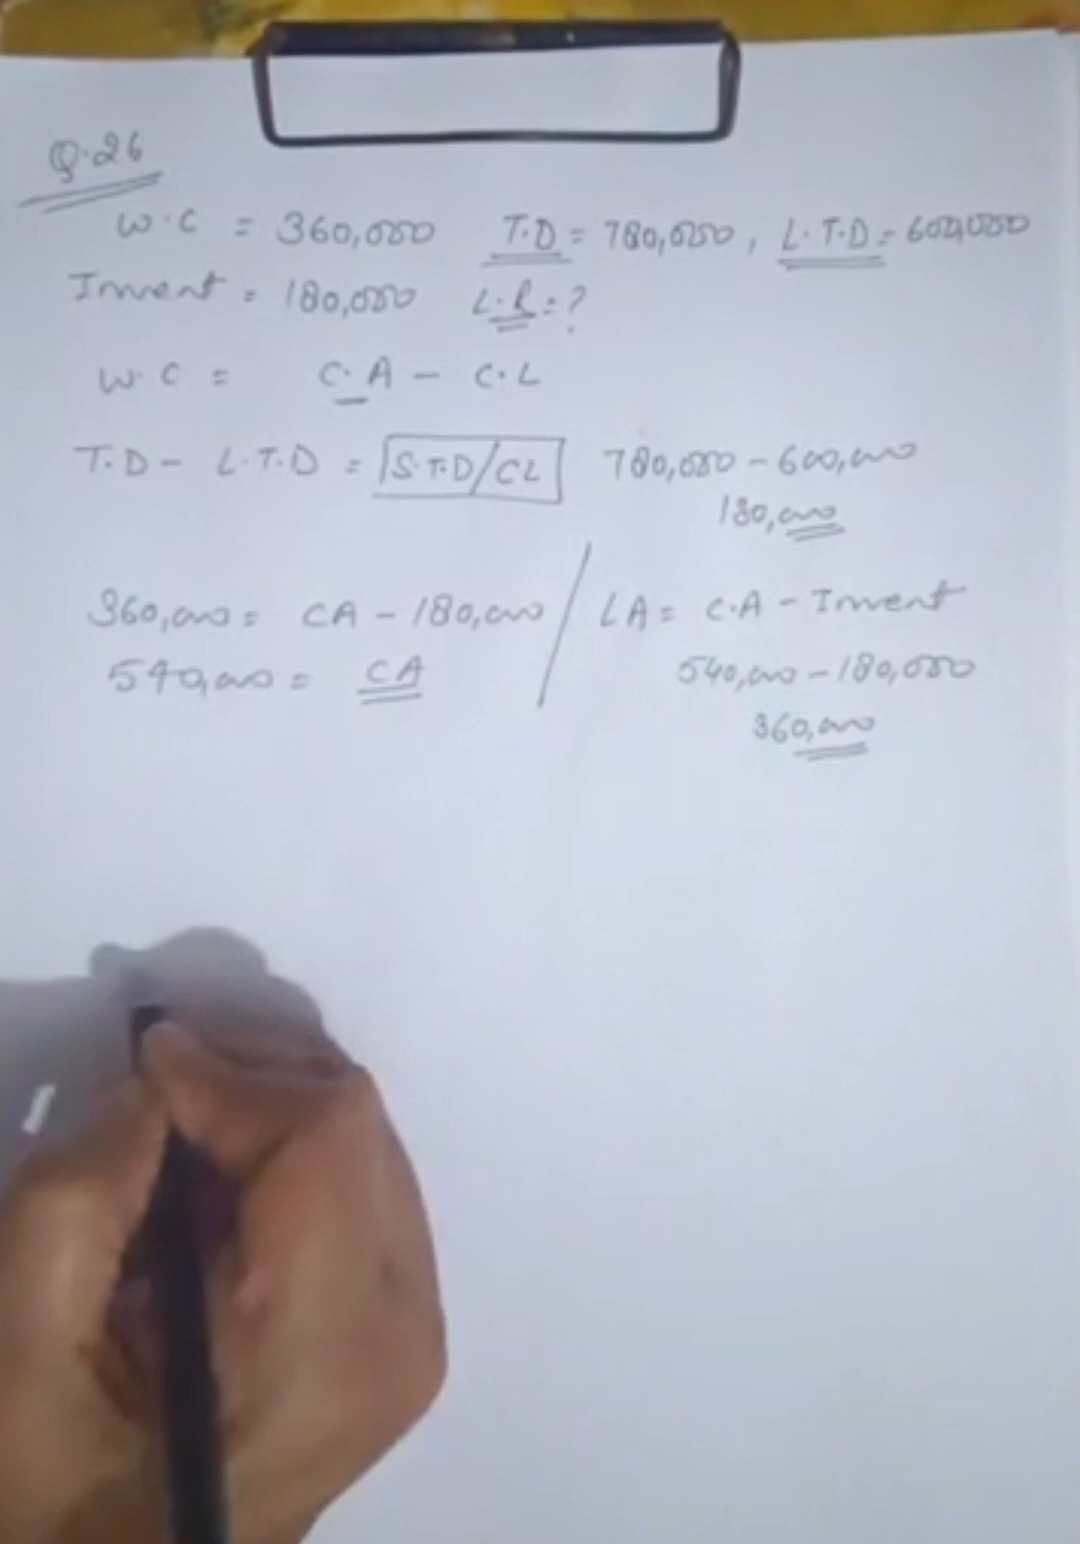 Q.26
W.C = 360,000 T.D = 780,000, L.T.D = 600,000
Invent = 180,000 L.R = ?
W.C = C.A - C.L
T.D - L.T.D = S.T.D/CL 780,000 - 600,000
180,000
360,000 = CA - 180,000 / LA = C.A - Invent
540,000 = CA 540,000 - 180,000
360,000